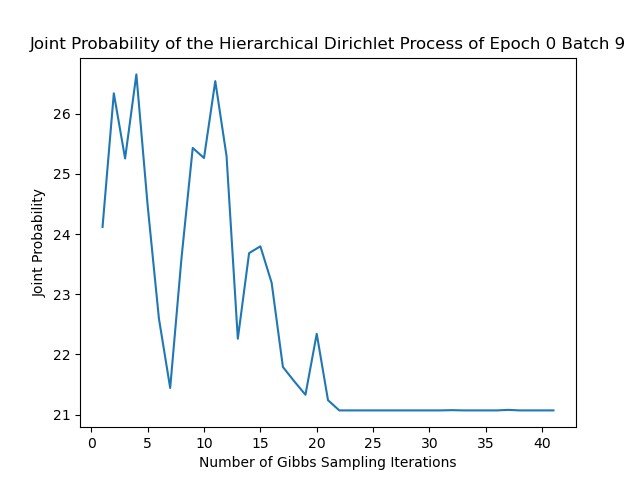 Joint Probability of the Hierarchical Dirichlet Process of Epoch 0 Batch 9
26
25
24
23
22
21
Joint Probability
0 5 10 15 20 25 30 35 40
Number of Gibbs Sampling Iterations